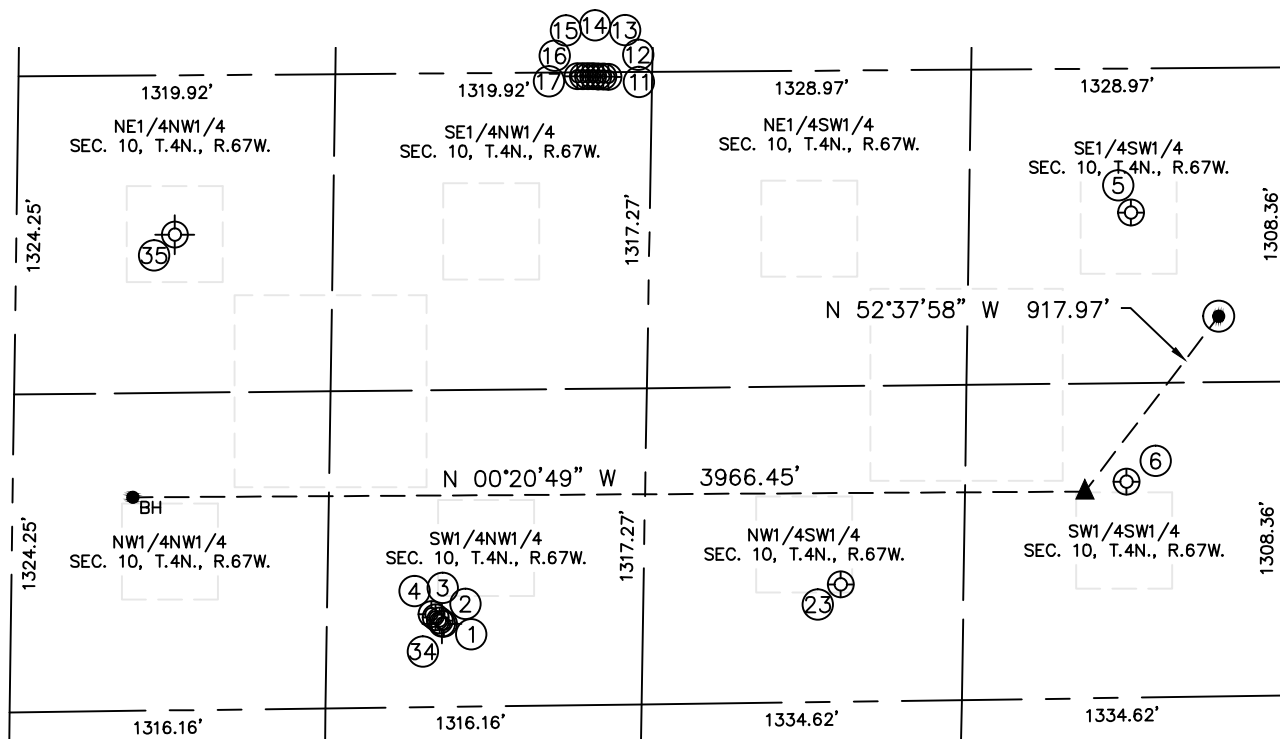 15
14
13
16
12
17
11
1319.92'
1319.92'
1328.97'
1328.97'
NE1/4NW1/4
SEC. 10, T.4N., R.67W.
SE1/4NW1/4
SEC. 10, T.4N., R.67W.
NE1/4SW1/4
SEC. 10, T.4N., R.67W.
SE1/4SW1/4
SEC. 10, T.4N., R.67W.
5
1324.25'
35
1317.27'
1308.36'
N 52°37'58" W 917.97'
6
N 00°20'49" W 3966.45'
BH
NW1/4NW1/4
SEC. 10, T.4N., R.67W.
SW1/4NW1/4
SEC. 10, T.4N., R.67W.
NW1/4SW1/4
SEC. 10, T.4N., R.67W.
SW1/4SW1/4
SEC. 10, T.4N., R.67W.
1324.25'
1317.27'
1308.36'
4
3
2
1
34
23
1316.16'
1316.16'
1334.62'
1334.62'